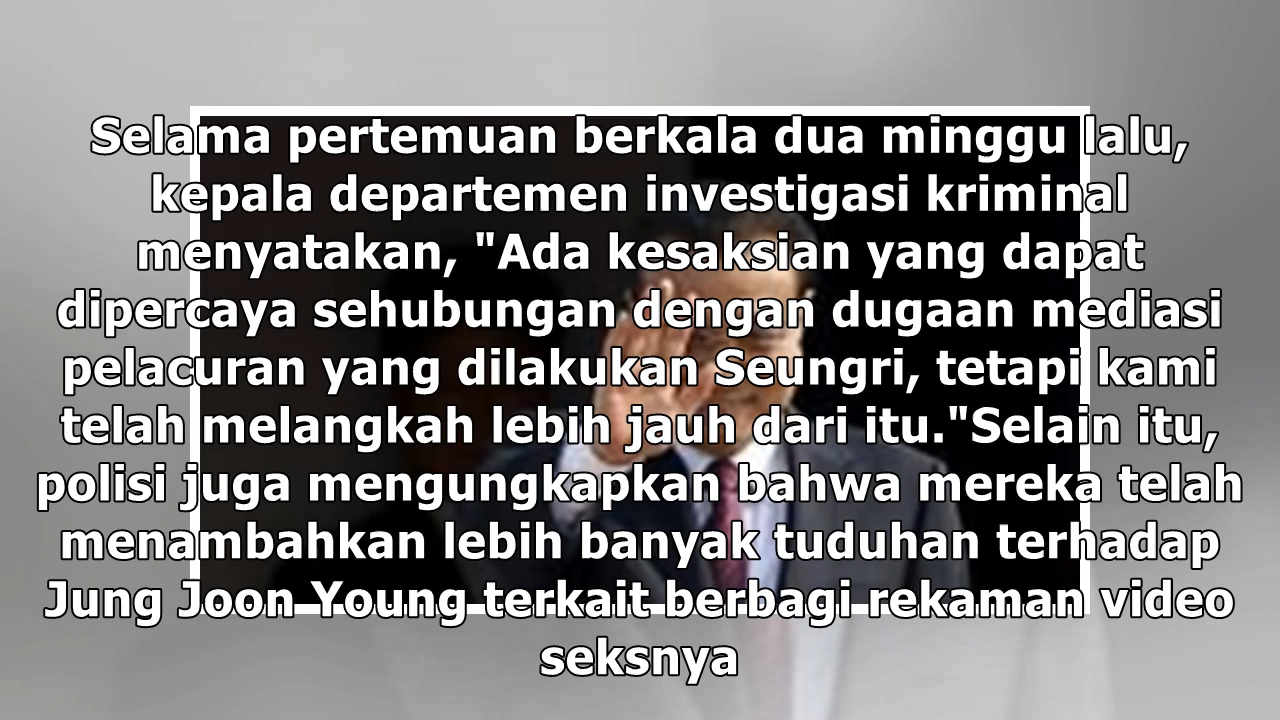 Selama pertemuan berkala dua minggu lalu,
kepala departemen investigasi kriminal
menyatakan, "Ada kesaksian yang dapat
dipercaya sehubungan dengan dugaan mediasi
pelacuran yang dilakukan Seungri, tetapi kami
telah melangkah lebih jauh dari itu."Selain itu,
polisi juga mengungkapkan bahwa mereka telah
menambahkan lebih banyak tuduhan terhadap
Jung Joon Young terkait berbagi rekaman video
seksnya